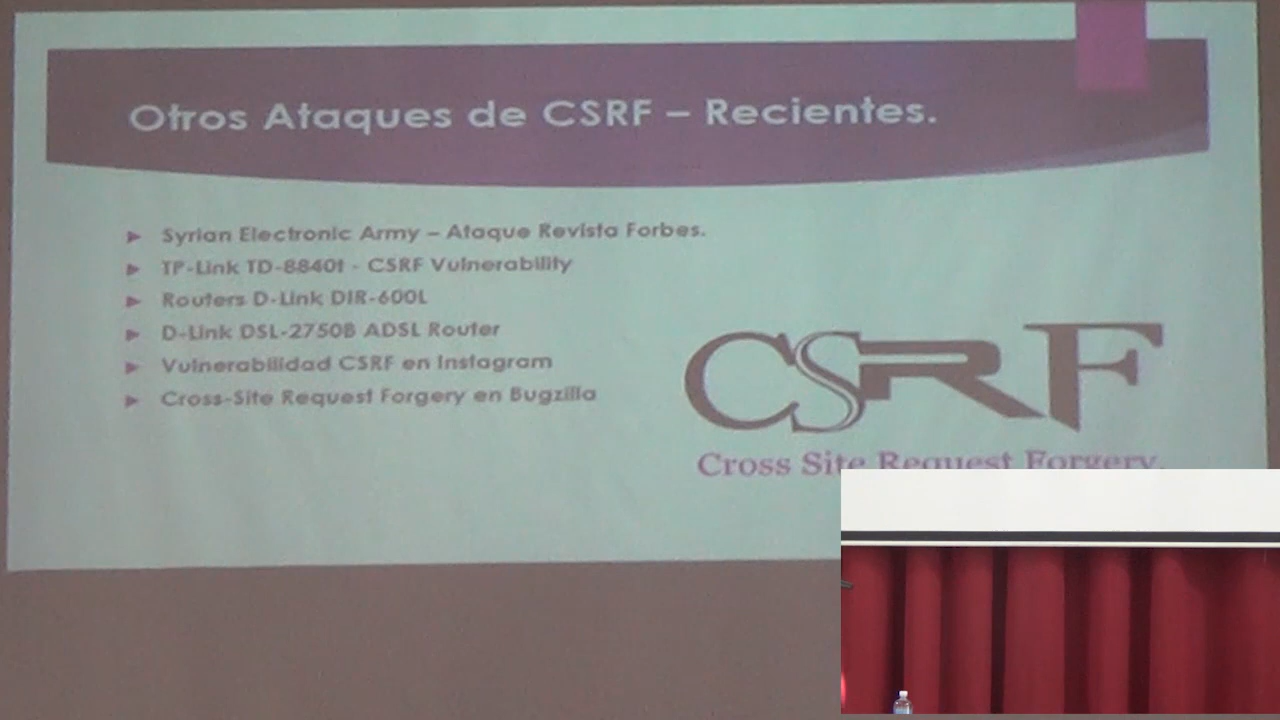 Otros Ataques de CSRF – Recientes.
Syrian Electronic Army – Ataque Revista Forbes.
TP-Link TD-8840t - CSRF Vulnerability
Routers D-Link DIR-600L
D-Link DSL-2750B ADSL Router
Vulnerabilidad CSRF en Instagram
Cross-Site Request Forgery en Bugzilla
CSRF
Cross Site Request Forgery.